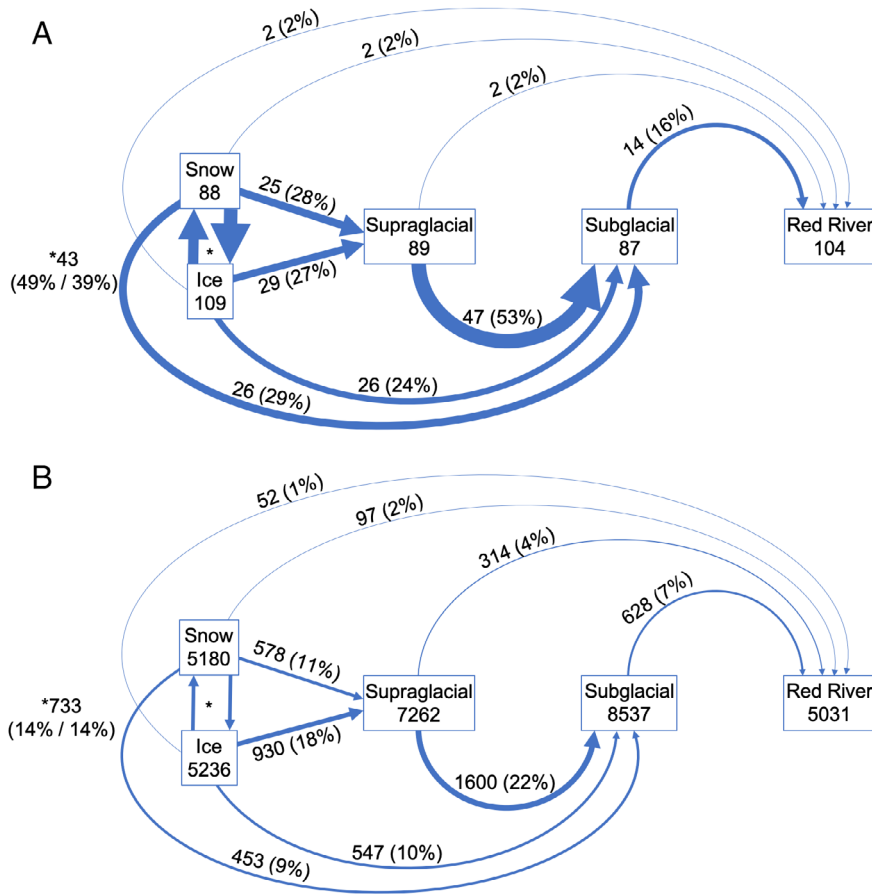 A
2 (2%)
2 (2%)
2 (2%)
14 (16%)
Snow
88
25 (28%)
Supraglacial
89
Subglacial
87
Red River
104
*43
(49% / 39%)
*
Ice
109
29 (27%)
47 (53%)
26 (24%)
26 (29%)
B
52 (1%)
97 (2%)
314 (4%)
628 (7%)
Snow
5180
578 (11%)
Supraglacial
7262
Subglacial
8537
Red River
5031
*733
(14% / 14%)
*
Ice
5236
930 (18%)
1600 (22%)
547 (10%)
453 (9%)